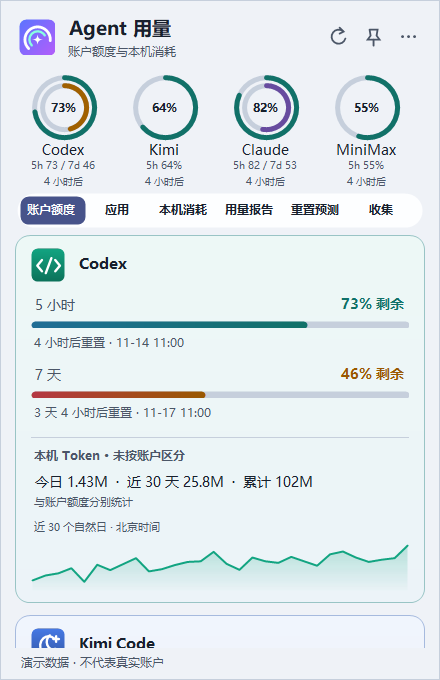 Agent 用量
账户额度与本机消耗
73%
64%
82%
55%
Codex
Kimi
Claude
MiniMax
5h 73 / 7d 46
5h 64%
5h 82 / 7d 53
5h 55%
4 小时后
4 小时后
4 小时后
4 小时后
账户额度
应用
本机消耗
用量报告
重置预测
收集
Codex
5 小时
73% 剩余
4 小时后重置 · 11-14 11:00
7 天
46% 剩余
3 天 4 小时后重置 · 11-17 11:00
本机 Token · 未按账户区分
今日 1.43M · 近 30 天 25.8M · 累计 102M
与账户额度分别统计
近 30 个自然日 · 北京时间
Kimi Code
演示数据 · 不代表真实账户